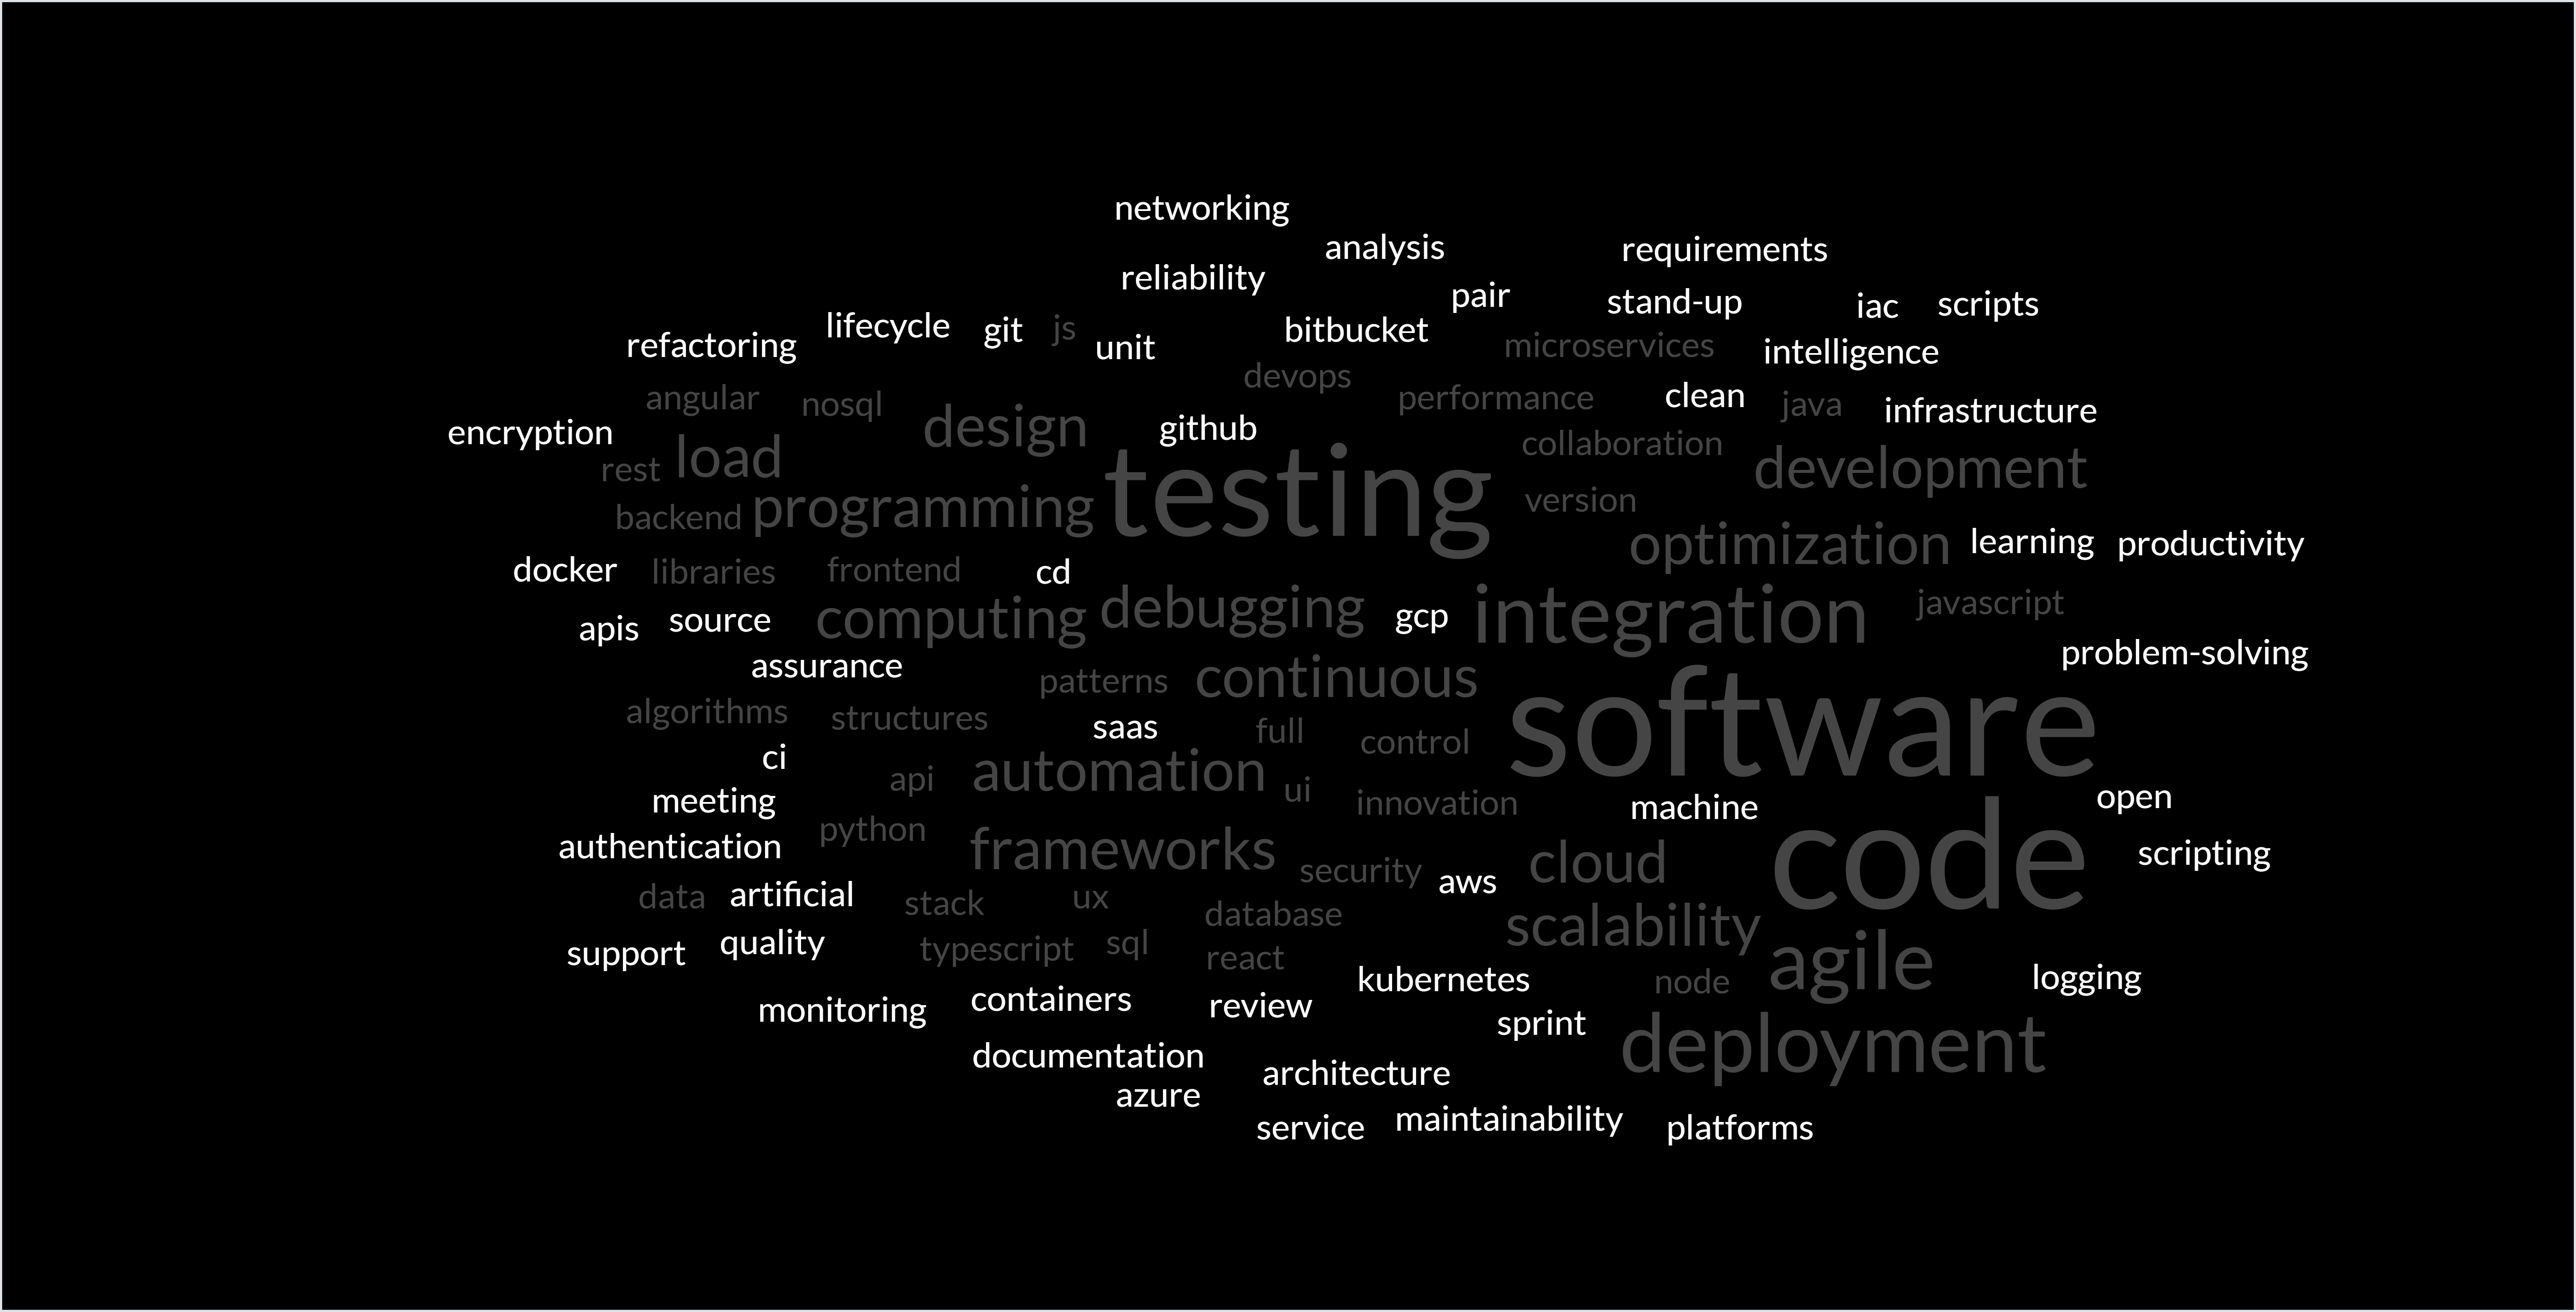 networking
analysis
requirements
reliability
pair
stand-up
iac
scripts
lifecycle
git
js
bitbucket
refactoring
unit
microservices
intelligence
devops
angular
nosql
performance
clean
java
infrastructure
encryption
design
github
collaboration
load
rest
testing
development
version
backend
programming
optimization
learning
productivity
docker
libraries
frontend
cd
computing
debugging
gcp
integration
javascript
apis
source
assurance
problem-solving
patterns
continuous
algorithms
structures
saas
full
control
software
ci
api
automation
ui
innovation
machine
open
meeting
python
authentication
frameworks
security
cloud
code
scripting
data
artificial
stack
ux
aws
database
scalability
support
quality
typescript
sql
react
agile
kubernetes
node
logging
monitoring
containers
review
sprint
deployment
documentation
architecture
azure
service
maintainability
platforms